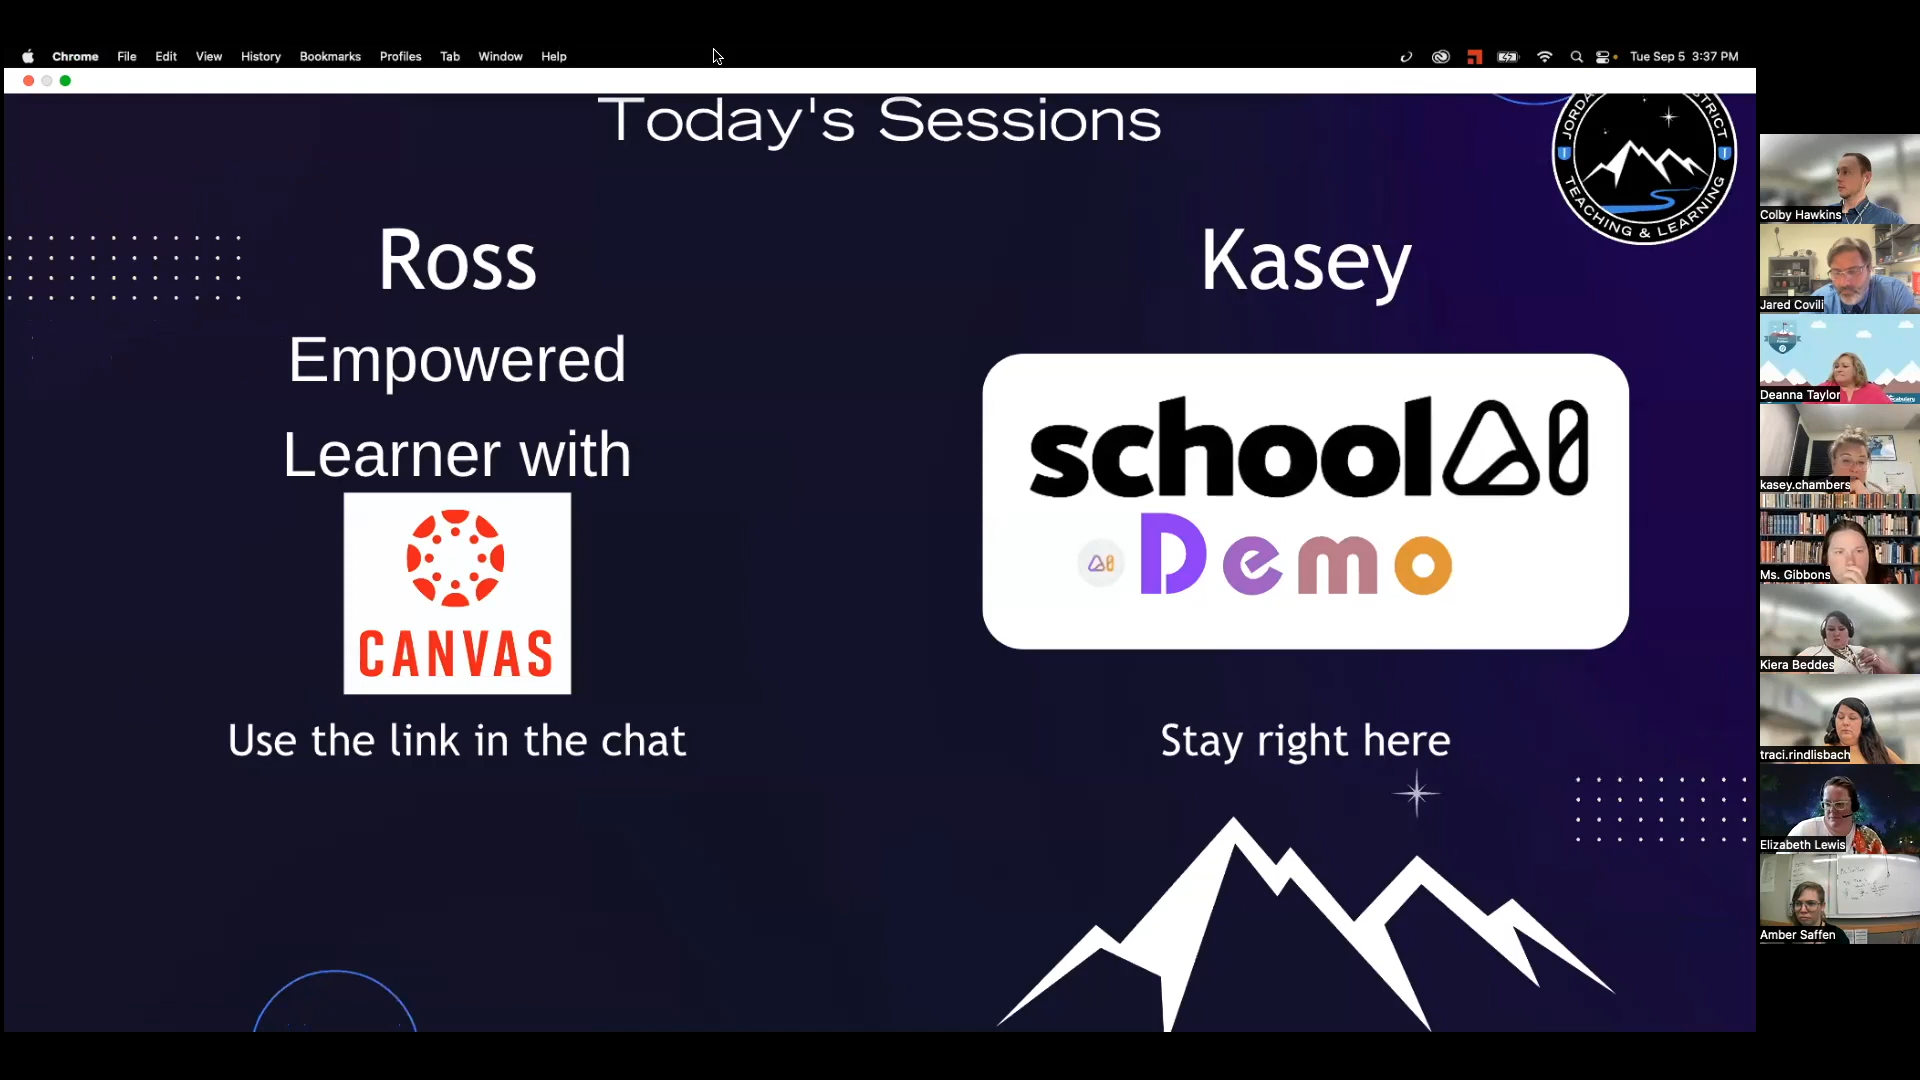 Chrome File Edit View History Bookmarks Profiles Tab Window Help
Tue Sep 5 3:37 PM
Today's Sessions
TEACHING & LEARNING
Ross
Empowered
Learner with
CANVAS
Use the link in the chat
Kasey
schoolAI
AI Demo
Stay right here
Colby Hawkins
Jared Covili
Deanna Taylor
kasey.chambers
Ms. Gibbons
Kiera Beddes
traci.rindlisbach
Elizabeth Lewis
Amber Saffen